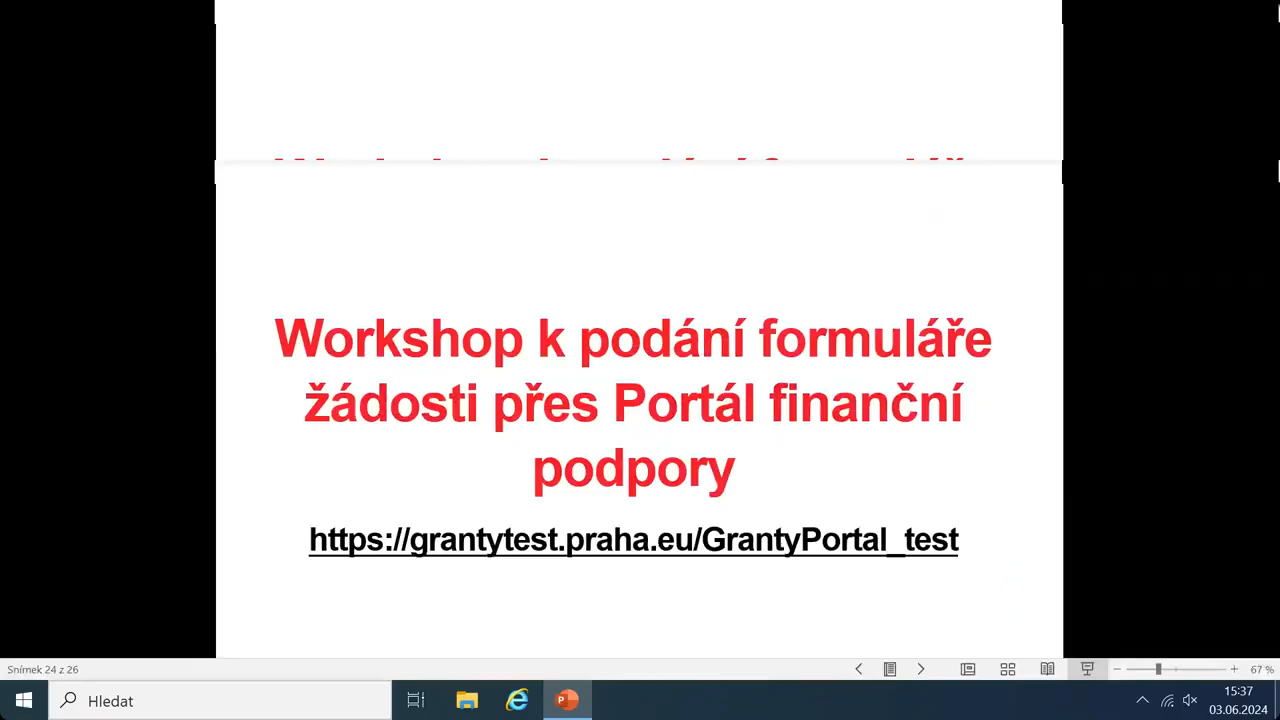 Workshop k podání formuláře
žádosti přes Portál finanční
podpory
https://grantytest.praha.eu/GrantyPortal_test
Snímek 24 z 26
67 %
Hledat
15:37
03.06.2024